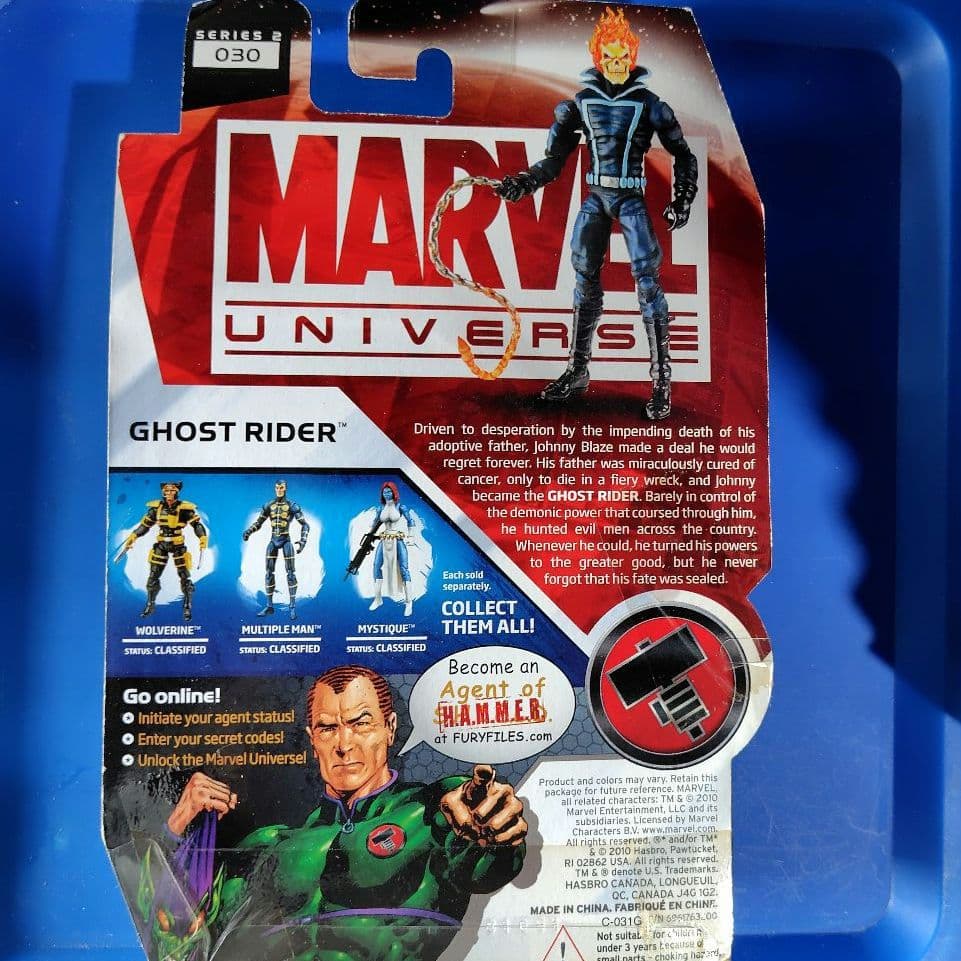 SERIES 2
030
MARVEL
UNIVERSE
GHOST RIDER™
Driven to desperation by the impending death of his
adoptive father, Johnny Blaze made a deal he would
regret forever. His father was miraculously cured of
cancer, only to die in a fiery wreck, and Johnny
became the GHOST RIDER. Barely in control of
the demonic power that coursed through him,
he hunted evil men across the country.
Whenever he could, he turned his powers
to the greater good, but he never
forgot that his fate was sealed.
WOLVERINE™
STATUS: CLASSIFIED
MULTIPLE MAN™
STATUS: CLASSIFIED
MYSTIQUE™
STATUS: CLASSIFIED
Each sold
separately.
COLLECT
THEM ALL!
Go online!
Initiate your agent status!
Enter your secret codes!
Unlock the Marvel Universe!
Become an
Agent of
H.A.M.M.E.R.
at FURYFILES.com
Product and colors may vary. Retain this
package for future reference. MARVEL,
all related characters: TM & © 2010
Marvel Entertainment, LLC and its
subsidiaries. Licensed by Marvel
Characters B.V. www.marvel.com.
All rights reserved. ®* and/or TM*
& © 2010 Hasbro, Pawtucket,
RI 02862 USA. All rights reserved.
TM & ® denote U.S. Trademarks.
HASBRO CANADA, LONGUEUIL,
QC, CANADA J4G 1G2.
MADE IN CHINA. FABRIQUÉ EN CHINE.
C-031G P/N
Not suitable for children
under 3 years because of
small parts - choking hazard.